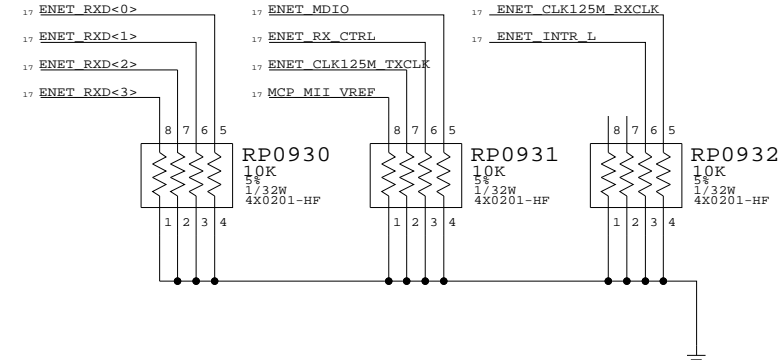 17 ENET_RXD<0>
17 ENET_RXD<1>
17 ENET_RXD<2>
17 ENET_RXD<3>
8 7 6 5
RP0930
10K
5%
1/32W
4X0201-HF
1 2 3 4
17 ENET_MDIO
17 ENET_RX_CTRL
17 ENET_CLK125M_TXCLK
17 MCP_MII_VREF
8 7 6 5
RP0931
10K
5%
1/32W
4X0201-HF
1 2 3 4
17 ENET_CLK125M_RXCLK
17 ENET_INTR_L
8 7 6 5
RP0932
10K
5%
1/32W
4X0201-HF
1 2 3 4